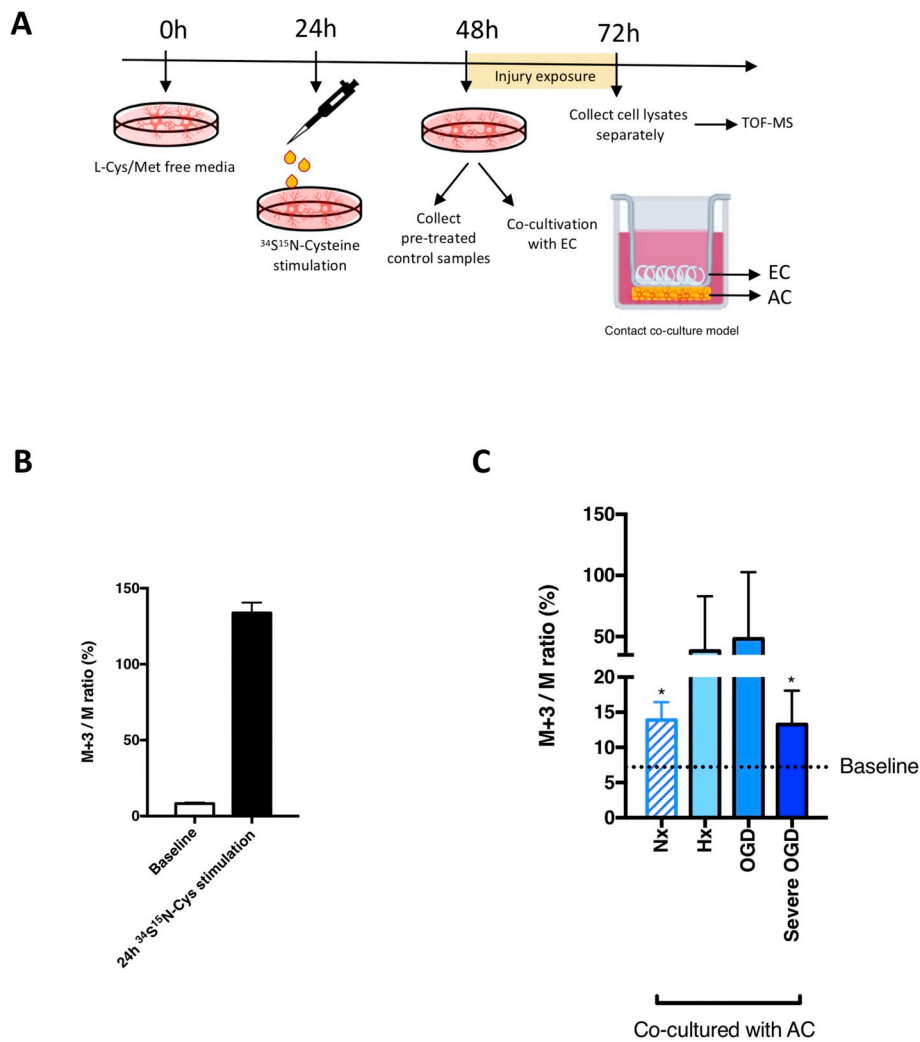 A
0h
24h
48h
72h
Injury exposure
L-Cys/Met free media
³⁴S¹⁵N-Cysteine
stimulation
Collect
pre-treated
control samples
Co-cultivation
with EC
Collect cell lysates
separately
TOF-MS
EC
AC
Contact co-culture model
B
M+3 / M ratio (%)
150
100
50
0
Baseline
24h ³⁴S¹⁵N-Cys stimulation
C
M+3 / M ratio (%)
150
100
50
20
15
10
5
0
*
*
Baseline
Nx
Hx
OGD
Severe OGD
Co-cultured with AC